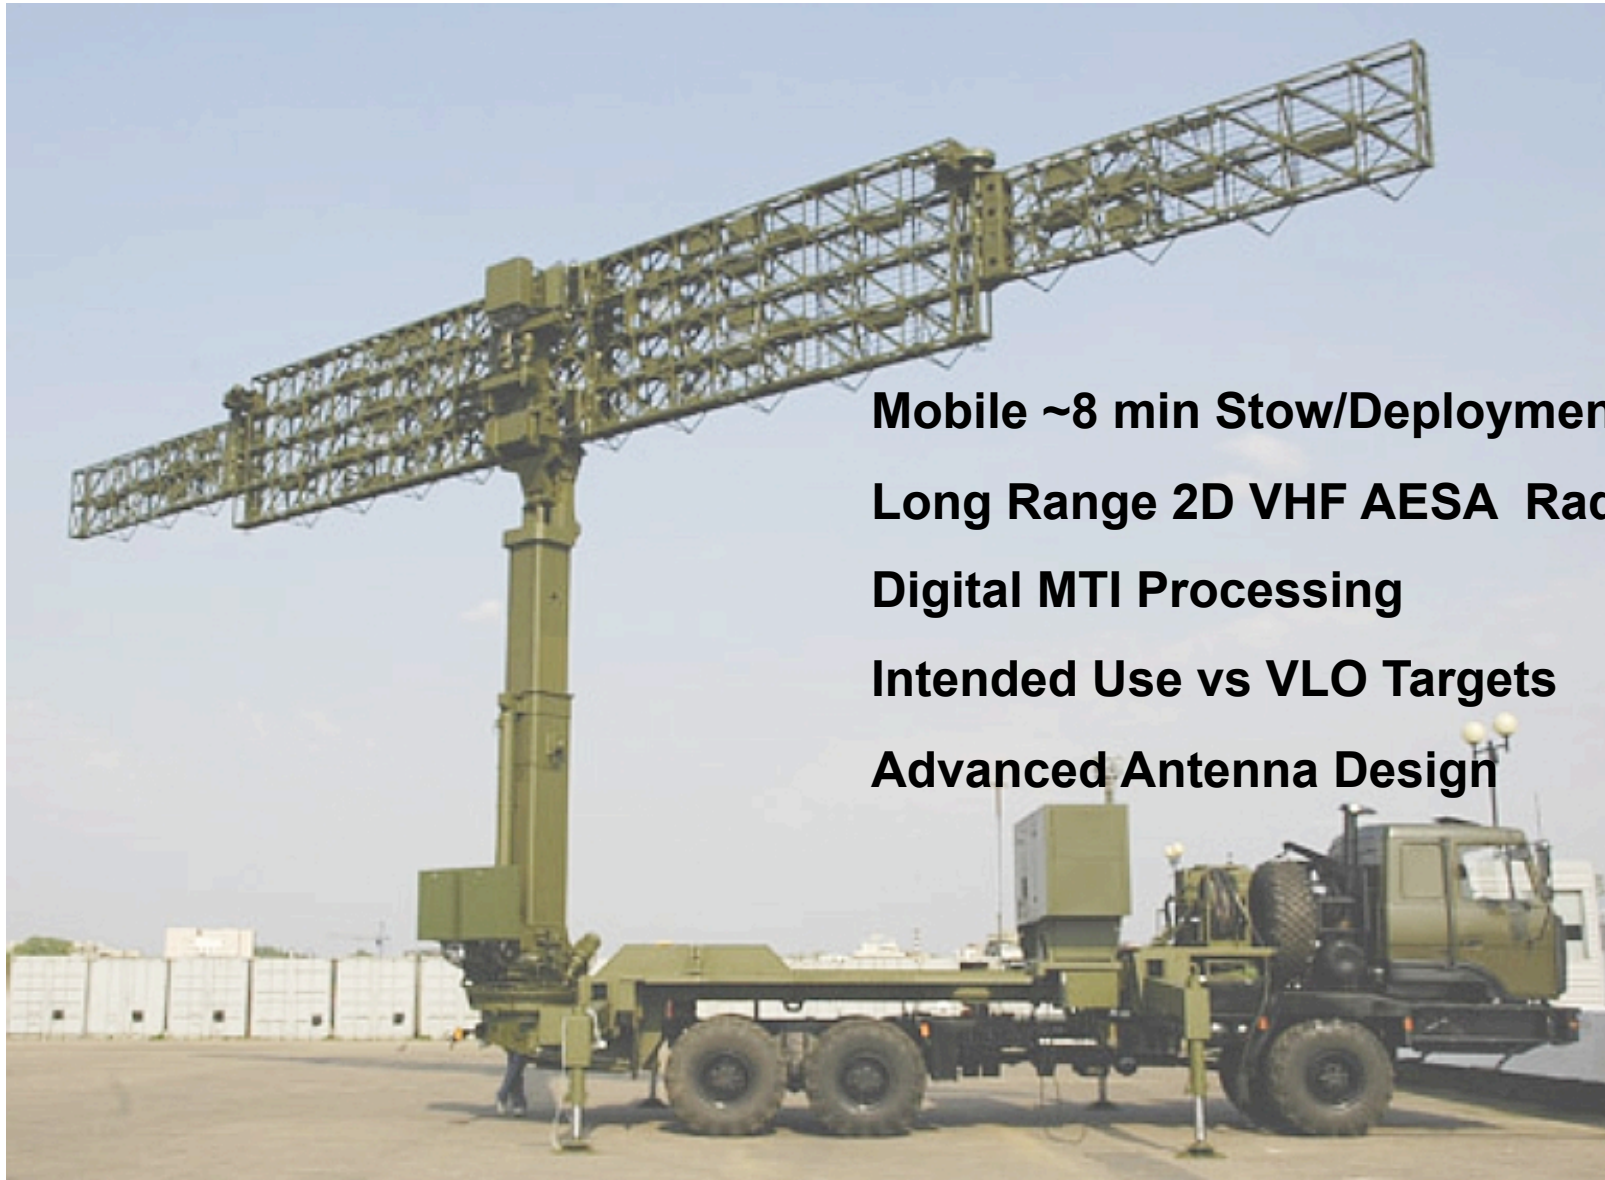 Mobile ~8 min Stow/Deploymen
Long Range 2D VHF AESA Rad
Digital MTI Processing
Intended Use vs VLO Targets
Advanced Antenna Design